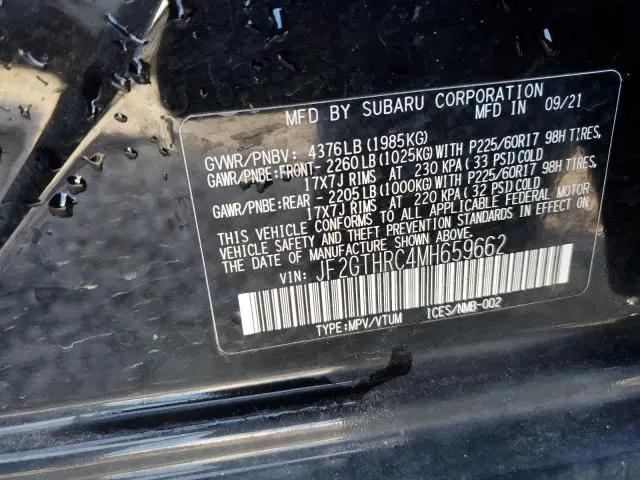 MFD BY SUBARU CORPORATION
MFD IN 09/21
GVWR/PNBV: 4376LB(1985KG)
GAWR/PNBE:FRONT-2260LB(1025KG)WITH P225/60R17 98H TIRES,
17X7J RIMS AT 230 KPA(33 PSI)COLD
GAWR/PNBE:REAR-2205LB(1000KG)WITH P225/60R17 98H TIRES,
17X7J RIMS AT 220 KPA(32 PSI)COLD
THIS VEHICLE CONFORMS TO ALL APPLICABLE FEDERAL MOTOR
VEHICLE SAFETY AND THEFT PREVENTION STANDARDS IN EFFECT ON
THE DATE OF MANUFACTURE SHOWN ABOVE.
VIN: JF2GTHRC4MH659662
TYPE:MPV/VTUM ICES/NMB-002